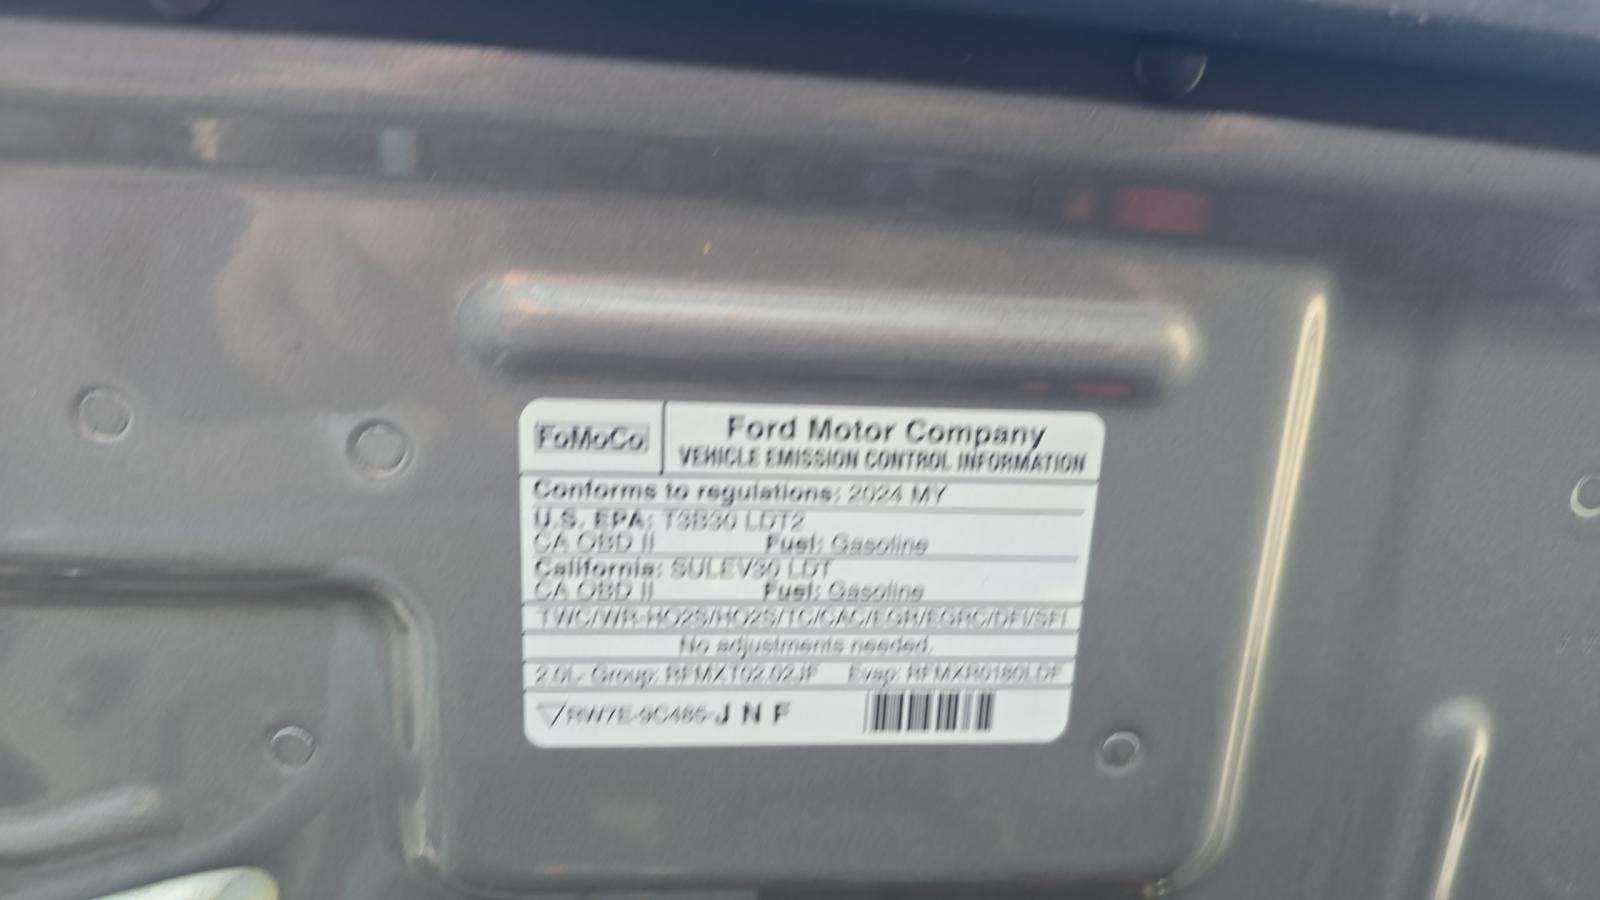 FoMoCo
Ford Motor Company
VEHICLE EMISSION CONTROL INFORMATION
Conforms to regulations: 2024 MY
U.S. EPA: T3B30 LDT2
CA OBD II Fuel: Gasoline
California: SULEV30 LDT
CA OBD II Fuel: Gasoline
TWC/WR-HO2S/HO2S/TC/CAC/EGR/EGRC/DFI/SFI
No adjustments needed.
2.0L- Group: RFMXT02.02JF Evap: RFMXR0180LDF
RW7E-9C485-J N F